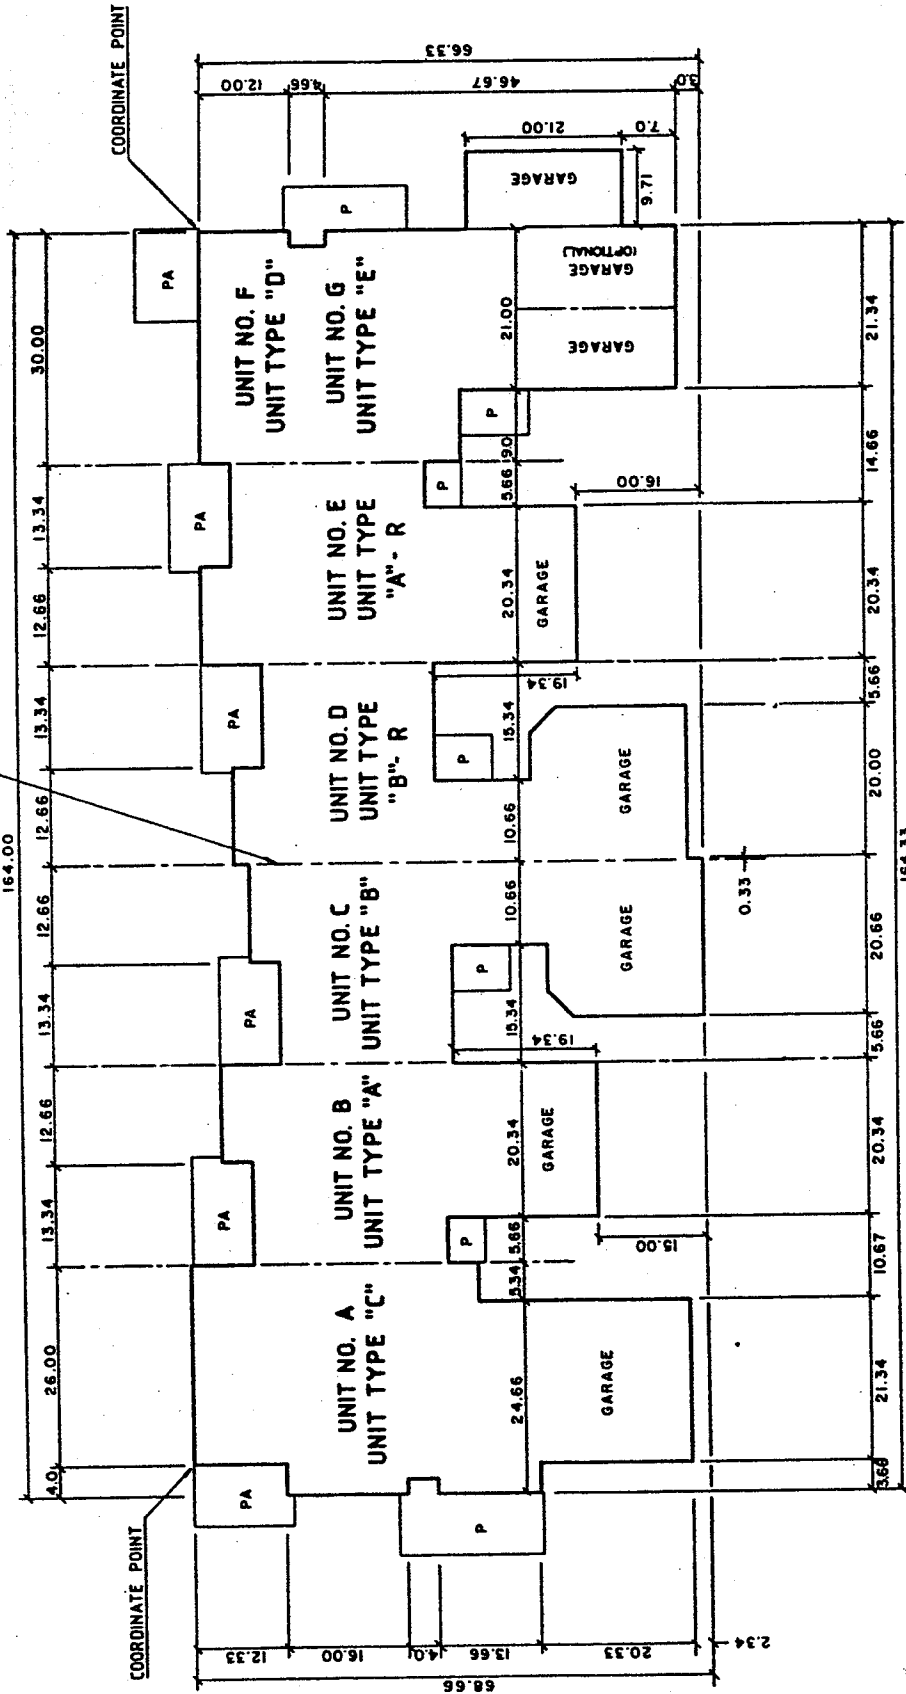 COORDINATE POINT
COORDINATE POINT
164.00
4.0
26.00
13.34
12.66
13.34
12.66
12.66
13.34
12.66
13.34
30.00
PA
PA
PA
PA
PA
PA
UNIT NO. A
UNIT TYPE "C"
UNIT NO. B
UNIT TYPE "A"
UNIT NO. C
UNIT TYPE "B"
UNIT NO. D
UNIT TYPE
"B"- R
UNIT NO. E
UNIT TYPE
"A"- R
UNIT NO. F
UNIT TYPE "D"
UNIT NO. G
UNIT TYPE "E"
P
P
P
P
P
P
P
24.66
5.34
5.66
20.34
15.34
10.66
10.66
15.34
20.34
5.66
9.0
21.00
19.34
19.34
GARAGE
GARAGE
GARAGE
GARAGE
GARAGE
GARAGE
GARAGE
(OPTIONAL)
GARAGE
15.00
16.00
0.33
9.71
3.66
21.34
10.67
20.34
5.66
20.66
20.00
5.66
20.34
14.66
21.34
164.33
12.33
16.00
4.0
13.66
20.33
2.34
68.66
12.00
4.66
46.67
3.0
66.33
21.00
7.0